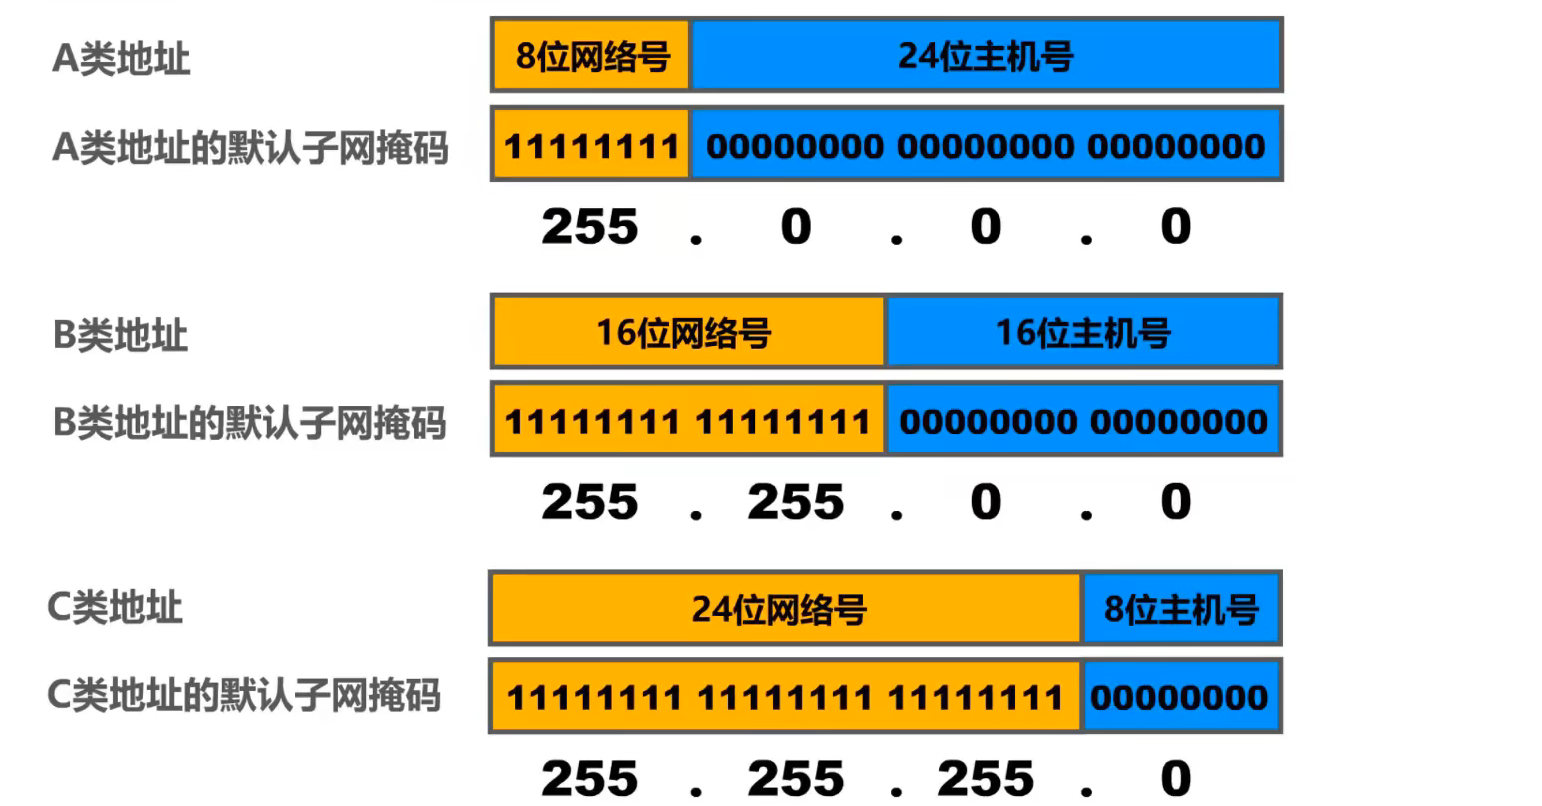 A类地址 8位网络号 24位主机号
A类地址的默认子网掩码 11111111 00000000 00000000 00000000
255 . 0 . 0 . 0
B类地址 16位网络号 16位主机号
B类地址的默认子网掩码 11111111 11111111 00000000 00000000
255 . 255 . 0 . 0
C类地址 24位网络号 8位主机号
C类地址的默认子网掩码 11111111 11111111 11111111 00000000
255 . 255 . 255 . 0